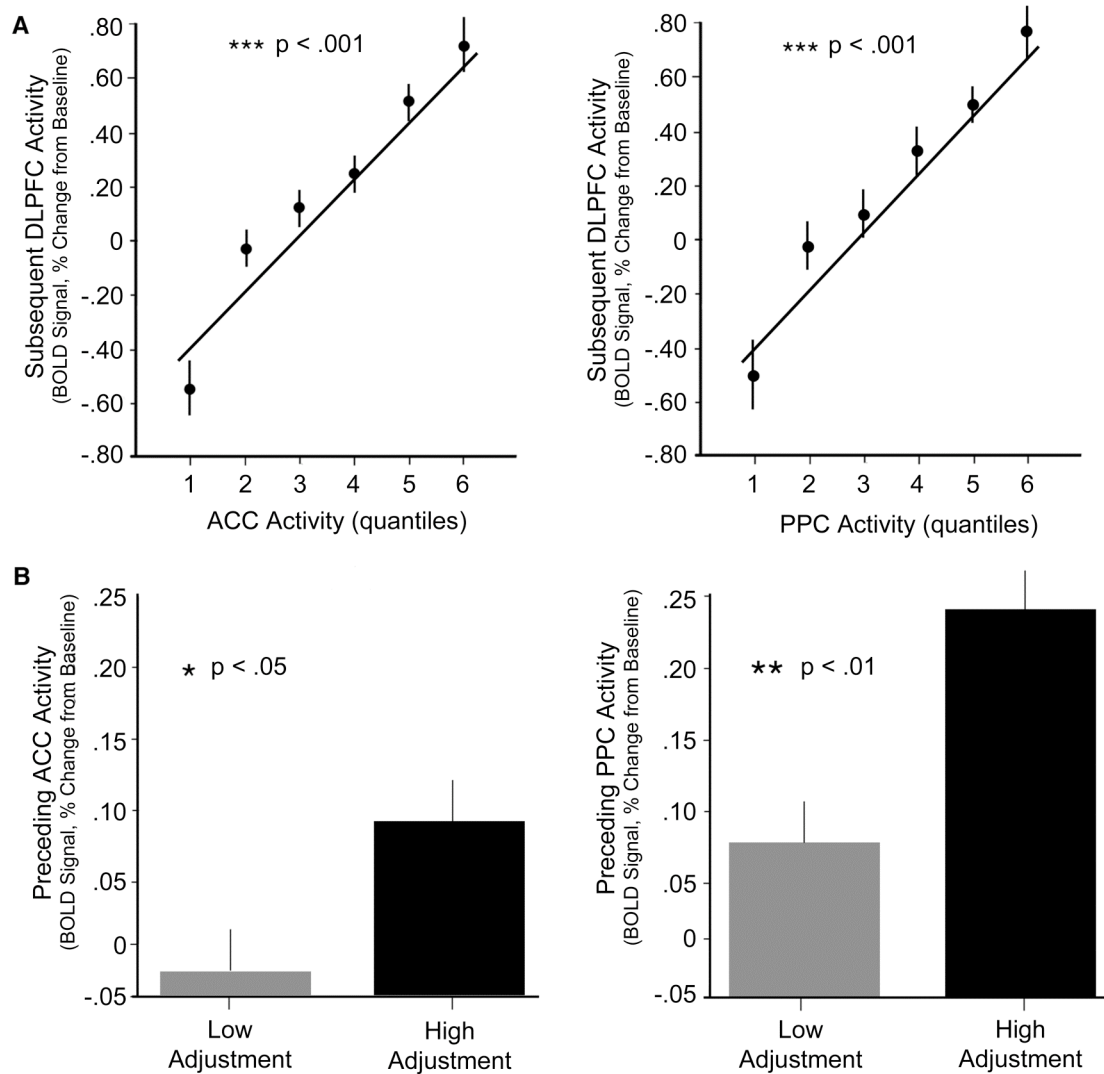 A
Subsequent DLPFC Activity
(BOLD Signal, % Change from Baseline)
.80
.60
.40
.20
0
-.20
-.40
-.60
-.80
*** p < .001
1 2 3 4 5 6
ACC Activity (quantiles)
Subsequent DLPFC Activity
(BOLD Signal, % Change from Baseline)
.80
.60
.40
.20
0
-.20
-.40
-.60
-.80
*** p < .001
1 2 3 4 5 6
PPC Activity (quantiles)
B
Preceding ACC Activity
(BOLD Signal, % Change from Baseline)
.25
.20
.15
.10
.05
0
-.05
* p < .05
Low
Adjustment
High
Adjustment
Preceding PPC Activity
(BOLD Signal, % Change from Baseline)
.25
.20
.15
.10
.05
0
-.05
** p < .01
Low
Adjustment
High
Adjustment